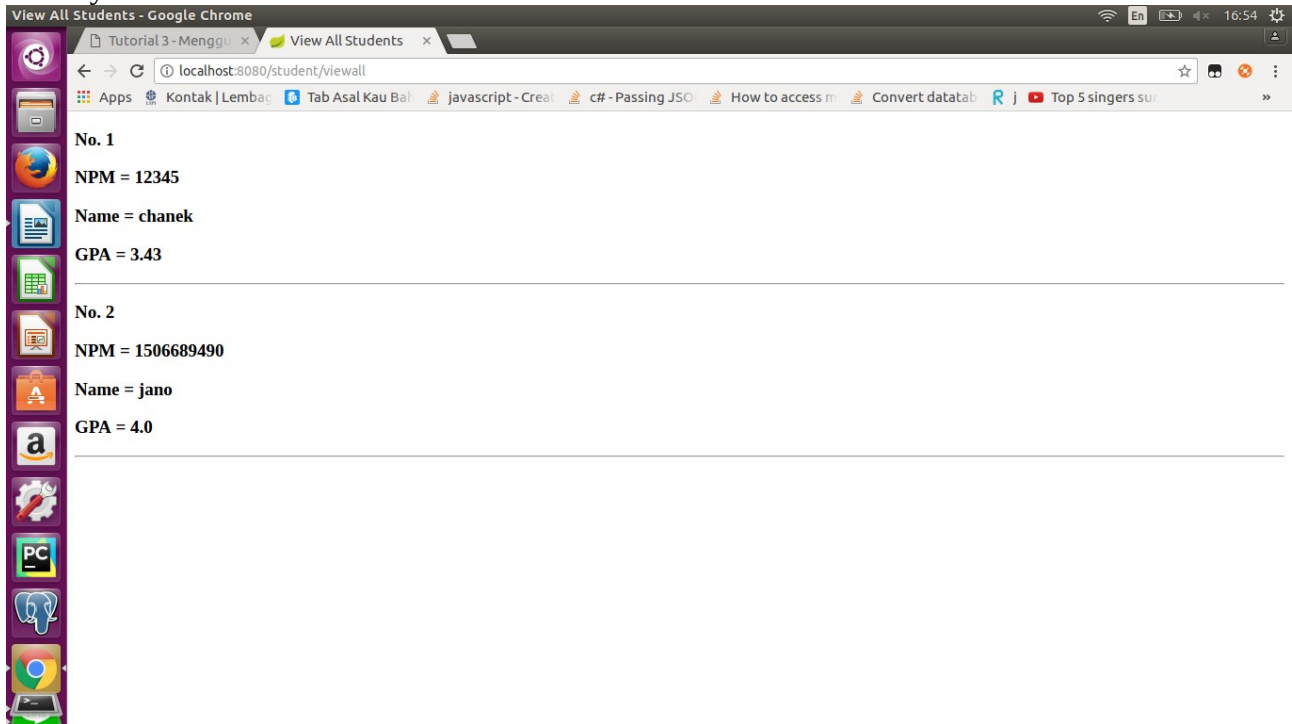 View All Students - Google Chrome
En
16:54
Tutorial 3 - Menggu
View All Students
localhost:8080/student/viewall
Apps
Kontak | Lembag
Tab Asal Kau Bah
javascript - Creat
c# - Passing JSO
How to access m
Convert datatab
j
Top 5 singers sur
»
No. 1
NPM = 12345
Name = chanek
GPA = 3.43
No. 2
NPM = 1506689490
Name = jano
GPA = 4.0
a
PC